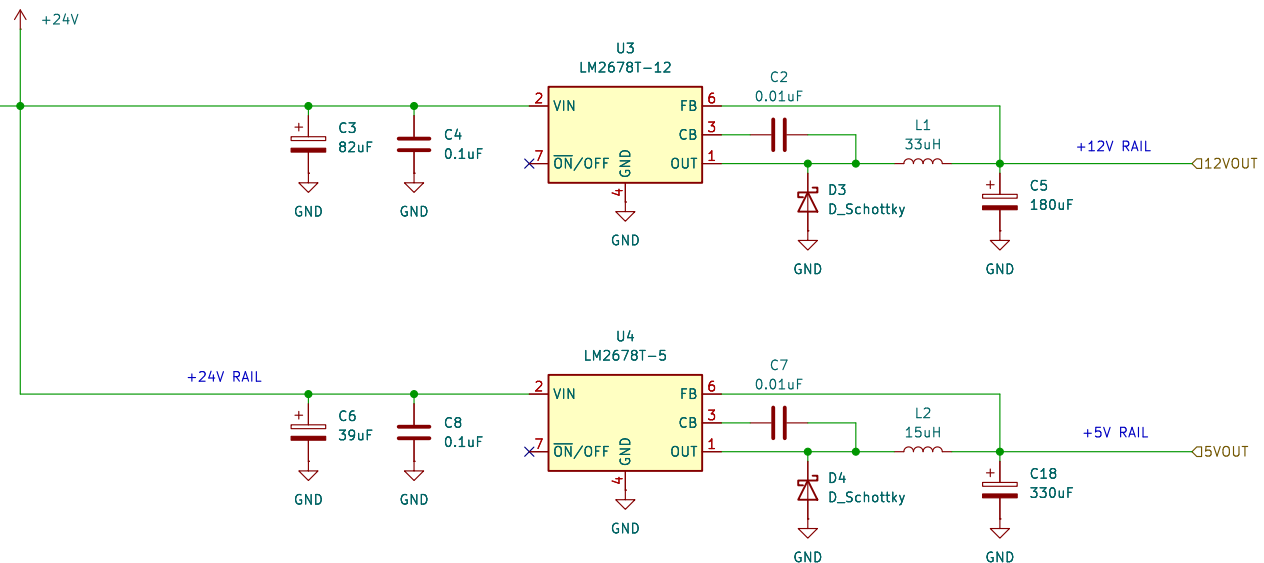 +24V
U3
LM2678T-12
C2
0.01uF
2
VIN
FB
6
C3
82uF
C4
0.1uF
CB
3
L1
33uH
+12V RAIL
7
ON/OFF
GND
OUT
1
12VOUT
4
D3
D_Schottky
C5
180uF
GND
GND
GND
GND
GND
U4
LM2678T-5
C7
0.01uF
+24V RAIL
2
VIN
FB
6
C6
39uF
C8
0.1uF
CB
3
L2
15uH
+5V RAIL
7
ON/OFF
GND
OUT
1
5VOUT
4
D4
D_Schottky
C18
330uF
GND
GND
GND
GND
GND